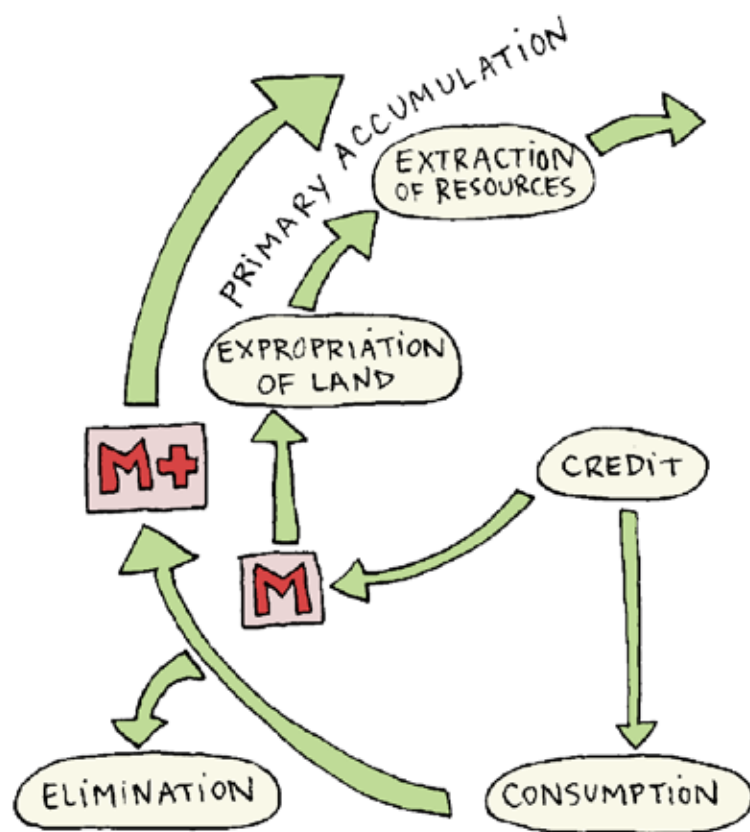 PRIMARY ACCUMULATION
EXTRACTION
OF RESOURCES
EXPROPRIATION
OF LAND
M+
CREDIT
M
ELIMINATION
CONSUMPTION